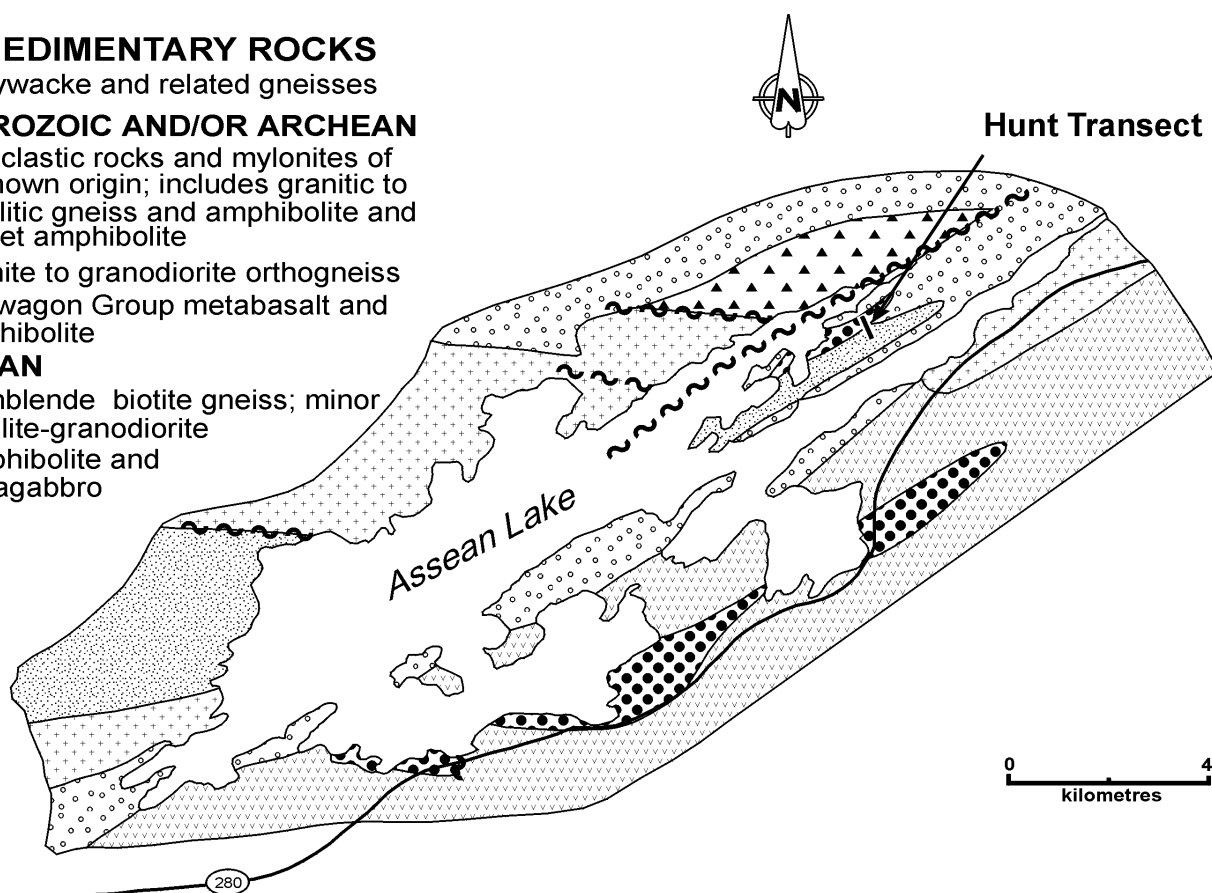 EDIMENTARY ROCKS
ywacke and related gneisses
ROZOIC AND/OR ARCHEAN
clastic rocks and mylonites of
nown origin; includes granitic to
litic gneiss and amphibolite and
et amphibolite
nite to granodiorite orthogneiss
wagon Group metabasalt and
hibolite
AN
nblende biotite gneiss; minor
lite-granodiorite
phibolite and
agabbro
N
Hunt Transect
Assean Lake
0 4
kilometres
280